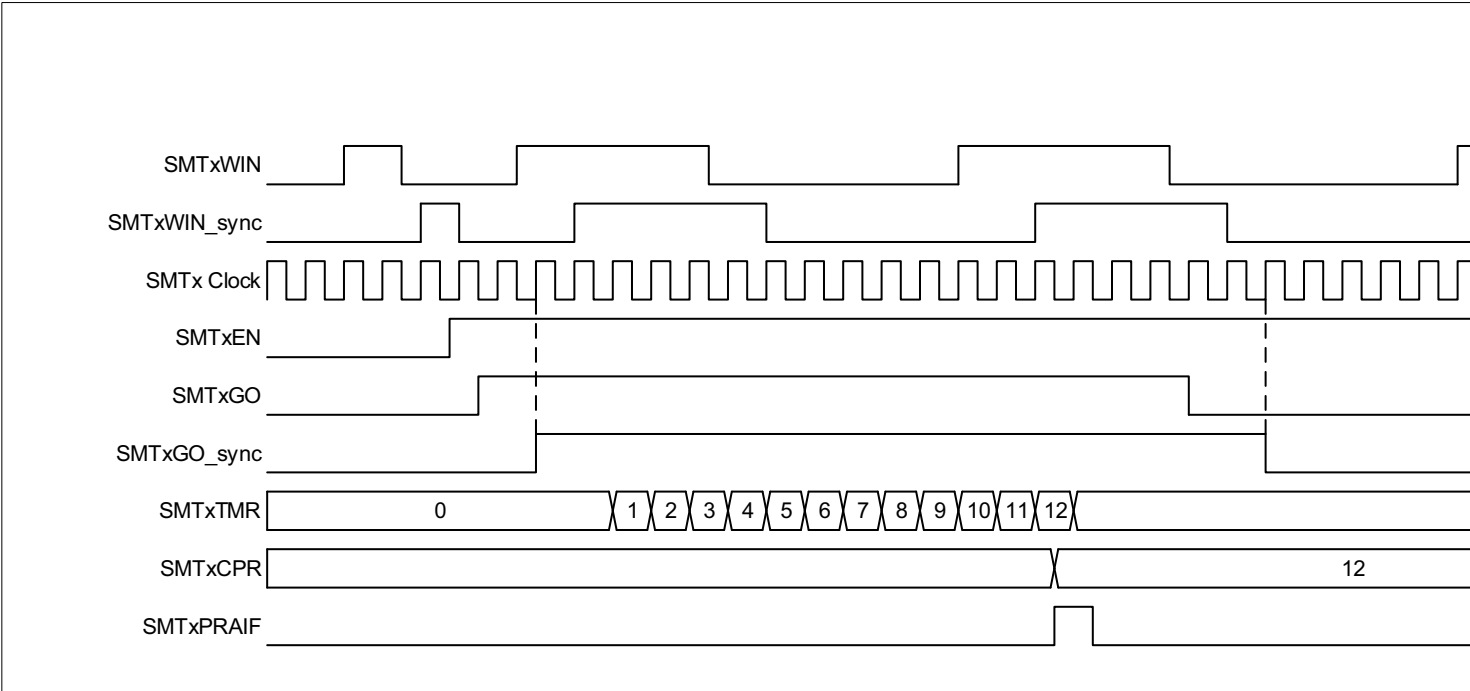 SMTxWIN
SMTxWIN_sync
SMTx Clock
SMTxEN
SMTxGO
SMTxGO_sync
SMTxTMR 0 1 2 3 4 5 6 7 8 9 10 11 12
SMTxCPR 12
SMTxPRAIF